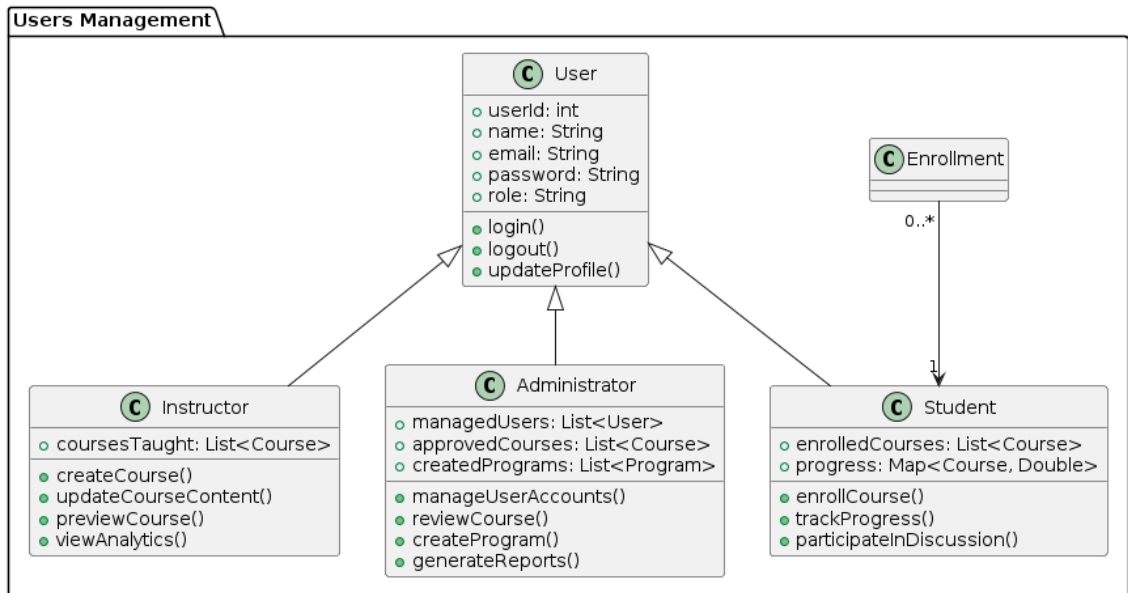 Users Management
C User
userId: int
name: String
email: String
password: String
role: String
login()
logout()
updateProfile()
C Enrollment
0..*
1
C Instructor
coursesTaught: List<Course>
createCourse()
updateCourseContent()
previewCourse()
viewAnalytics()
C Administrator
managedUsers: List<User>
approvedCourses: List<Course>
createdPrograms: List<Program>
manageUserAccounts()
reviewCourse()
createProgram()
generateReports()
C Student
enrolledCourses: List<Course>
progress: Map<Course, Double>
enrollCourse()
trackProgress()
participateInDiscussion()